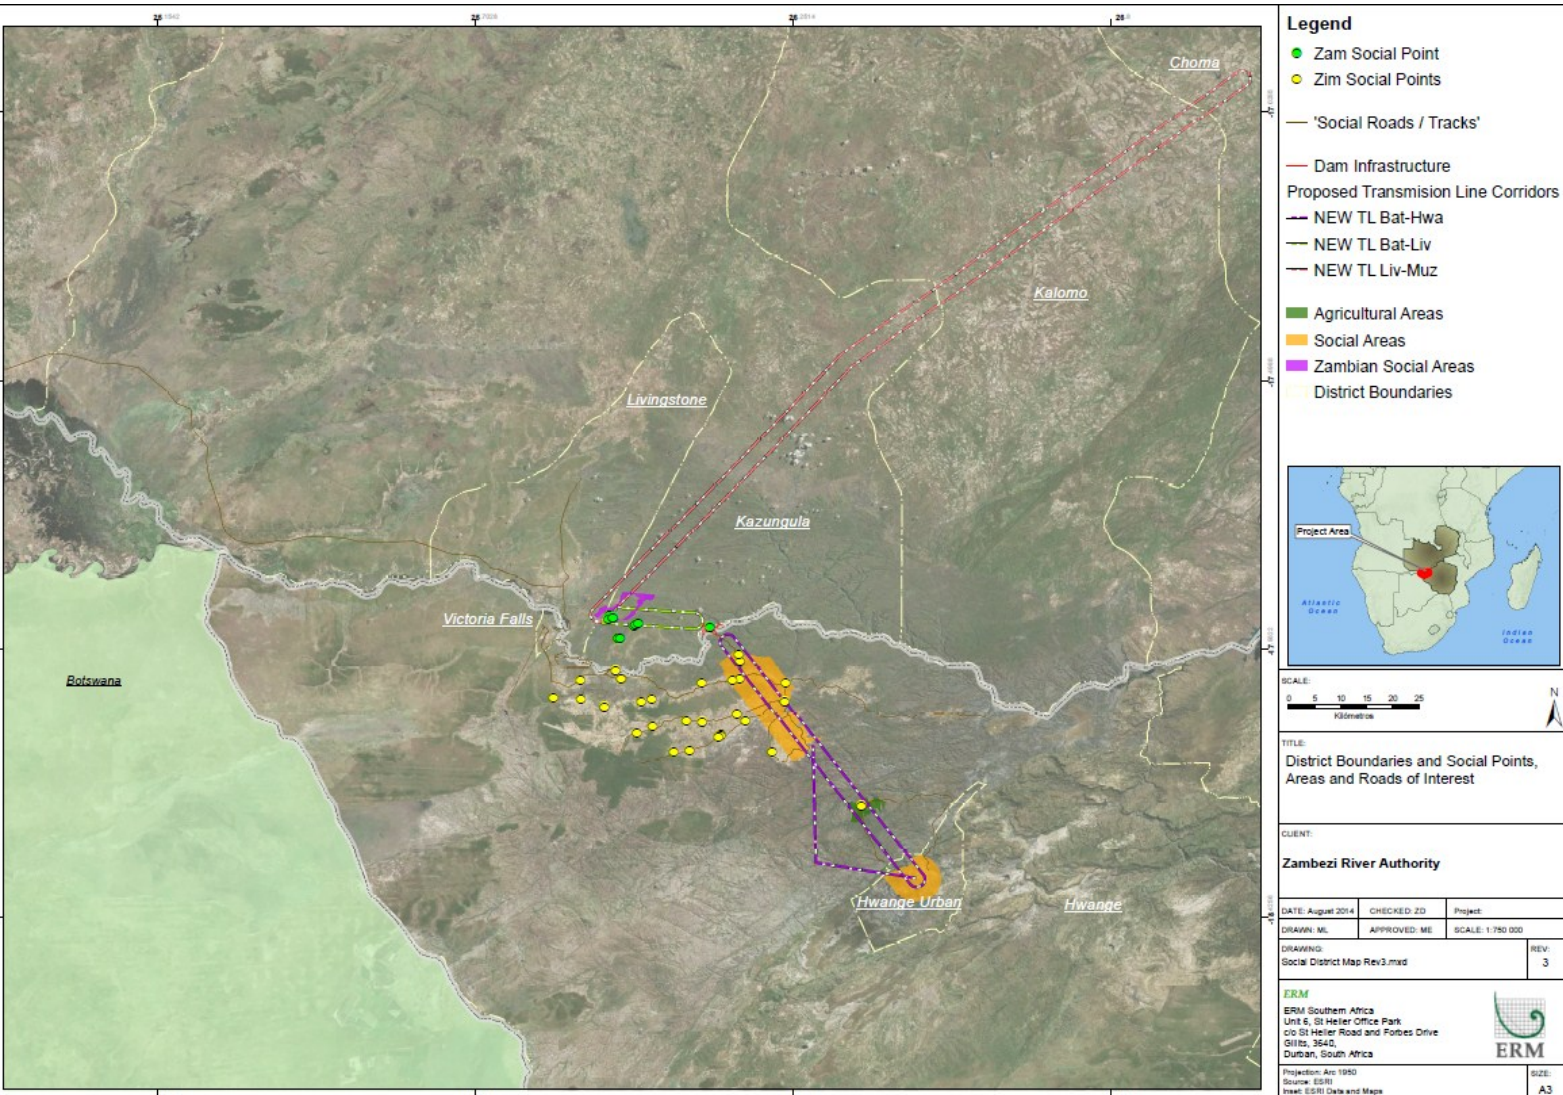 Choma
Kalomo
Livingstone
Kazungula
Victoria Falls
Botswana
Hwange Urban
Hwange
Legend
Zam Social Point
Zim Social Points
'Social Roads / Tracks'
Dam Infrastructure
Proposed Transmision Line Corridors
NEW TL Bat-Hwa
NEW TL Bat-Liv
NEW TL Liv-Muz
Agricultural Areas
Social Areas
Zambian Social Areas
District Boundaries
Project Area
Atlantic
Ocean
Indian
Ocean
SCALE:
0 5 10 15 20 25
Kilometros
N
TITLE:
District Boundaries and Social Points,
Areas and Roads of Interest
CLIENT:
Zambezi River Authority
DATE: August 2014 CHECKED: ZD Project:
DRAWN: ML APPROVED: ME SCALE: 1:750 000
DRAWING: REV:
Social District Map Rev3.mxd 3
ERM
ERM Southern Africa
Unit 6, St Helier Office Park
c/o St Helier Road and Forbes Drive
Gillits, 3640,
Durban, South Africa
ERM
Projection: Arc 1950 SIZE:
Source: ESRI
Inset: ESRI Data and Maps A3